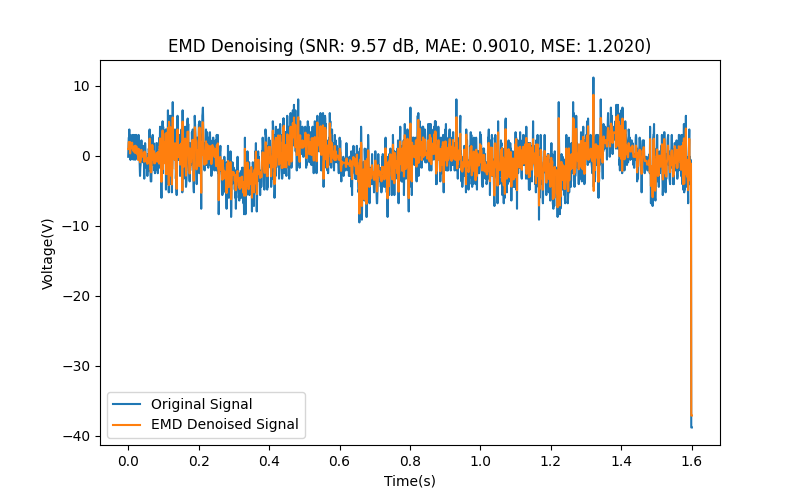 EMD Denoising (SNR: 9.57 dB, MAE: 0.9010, MSE: 1.2020)
10
0
−10
−20
−30
−40
Voltage(V)
Original Signal
EMD Denoised Signal
0.0 0.2 0.4 0.6 0.8 1.0 1.2 1.4 1.6
Time(s)